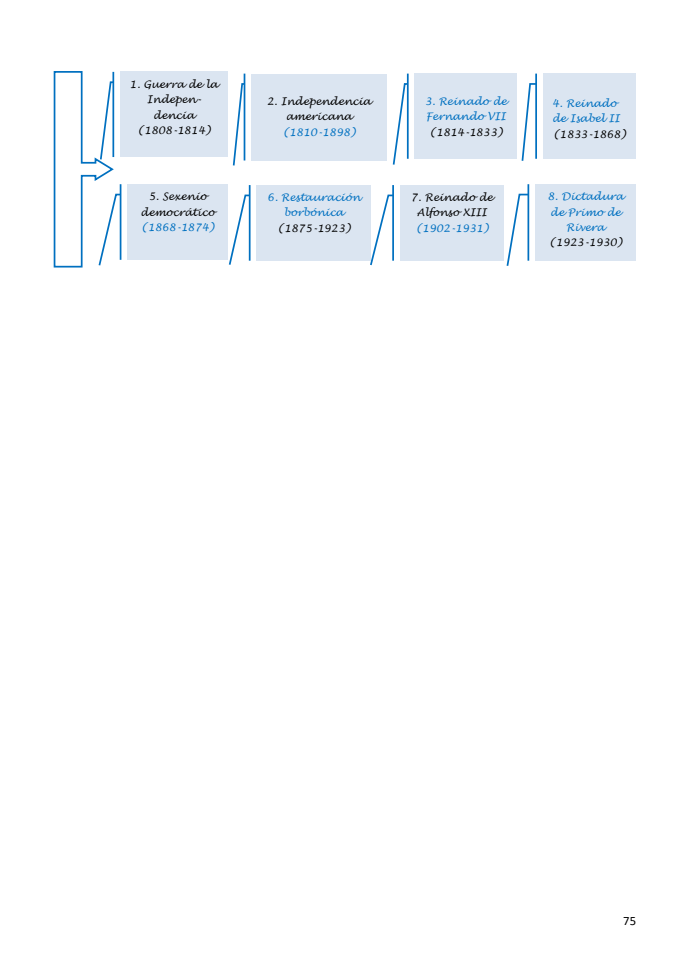 1. Guerra de la
Indepen-
dencia
(1808-1814)
2. Independencia
americana
(1810-1898)
3. Reinado de
Fernando VII
(1814-1833)
4. Reinado
de Isabel II
(1833-1868)
5. Sexenio
democrático
(1868-1874)
6. Restauración
borbónica
(1875-1923)
7. Reinado de
Alfonso XIII
(1902-1931)
8. Dictadura
de Primo de
Rivera
(1923-1930)
75